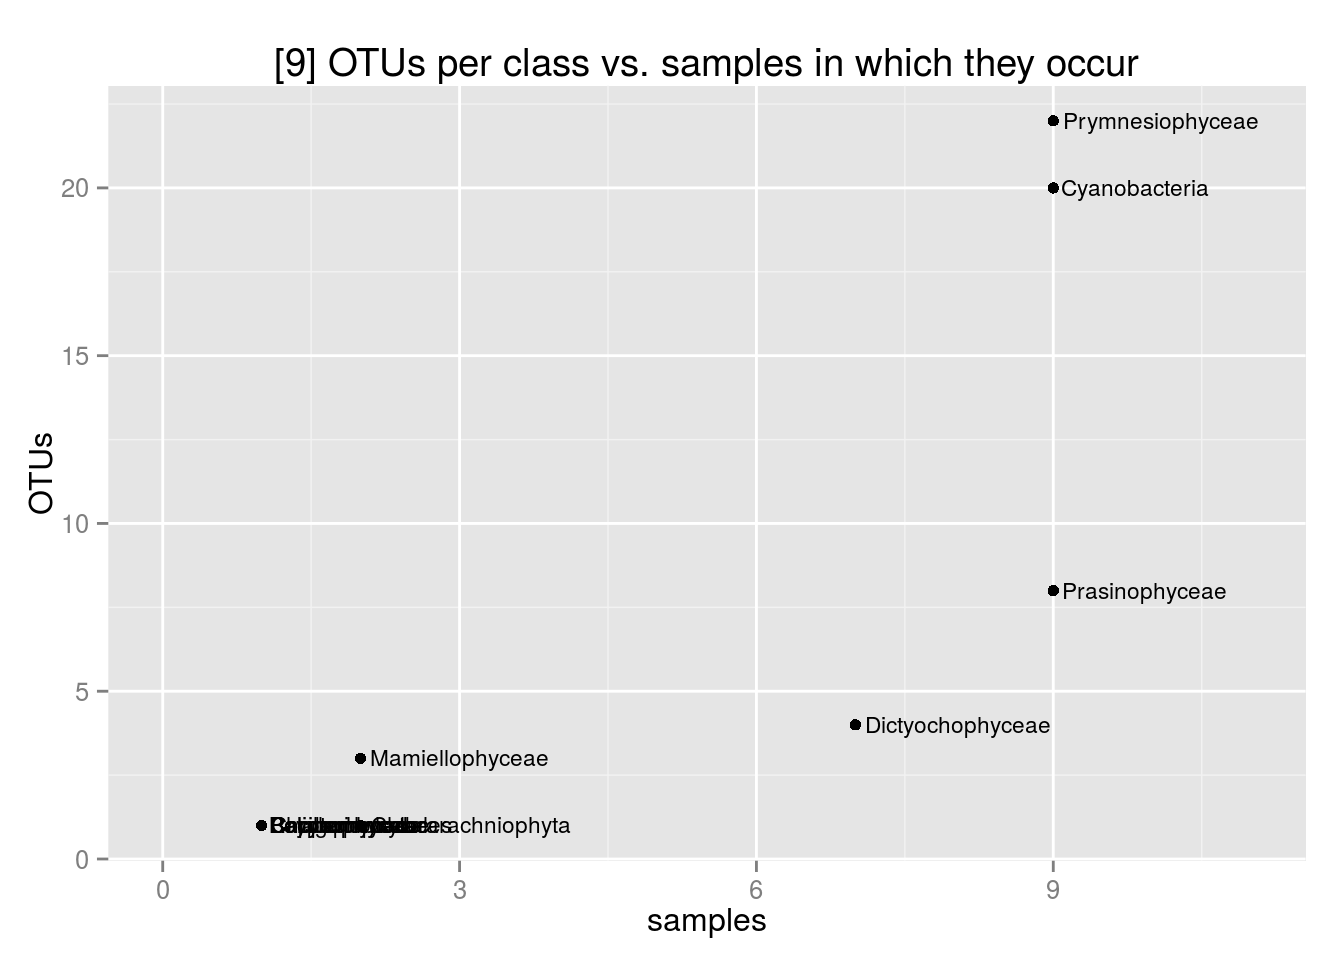 [9] OTUs per class vs. samples in which they occur
Prymnesiophyceae
20
Cyanobacteria
15
OTUs
10
Prasinophyceae
5
Dictyochophyceae
Mamiellophyceae
0
0 3 6 9
samples